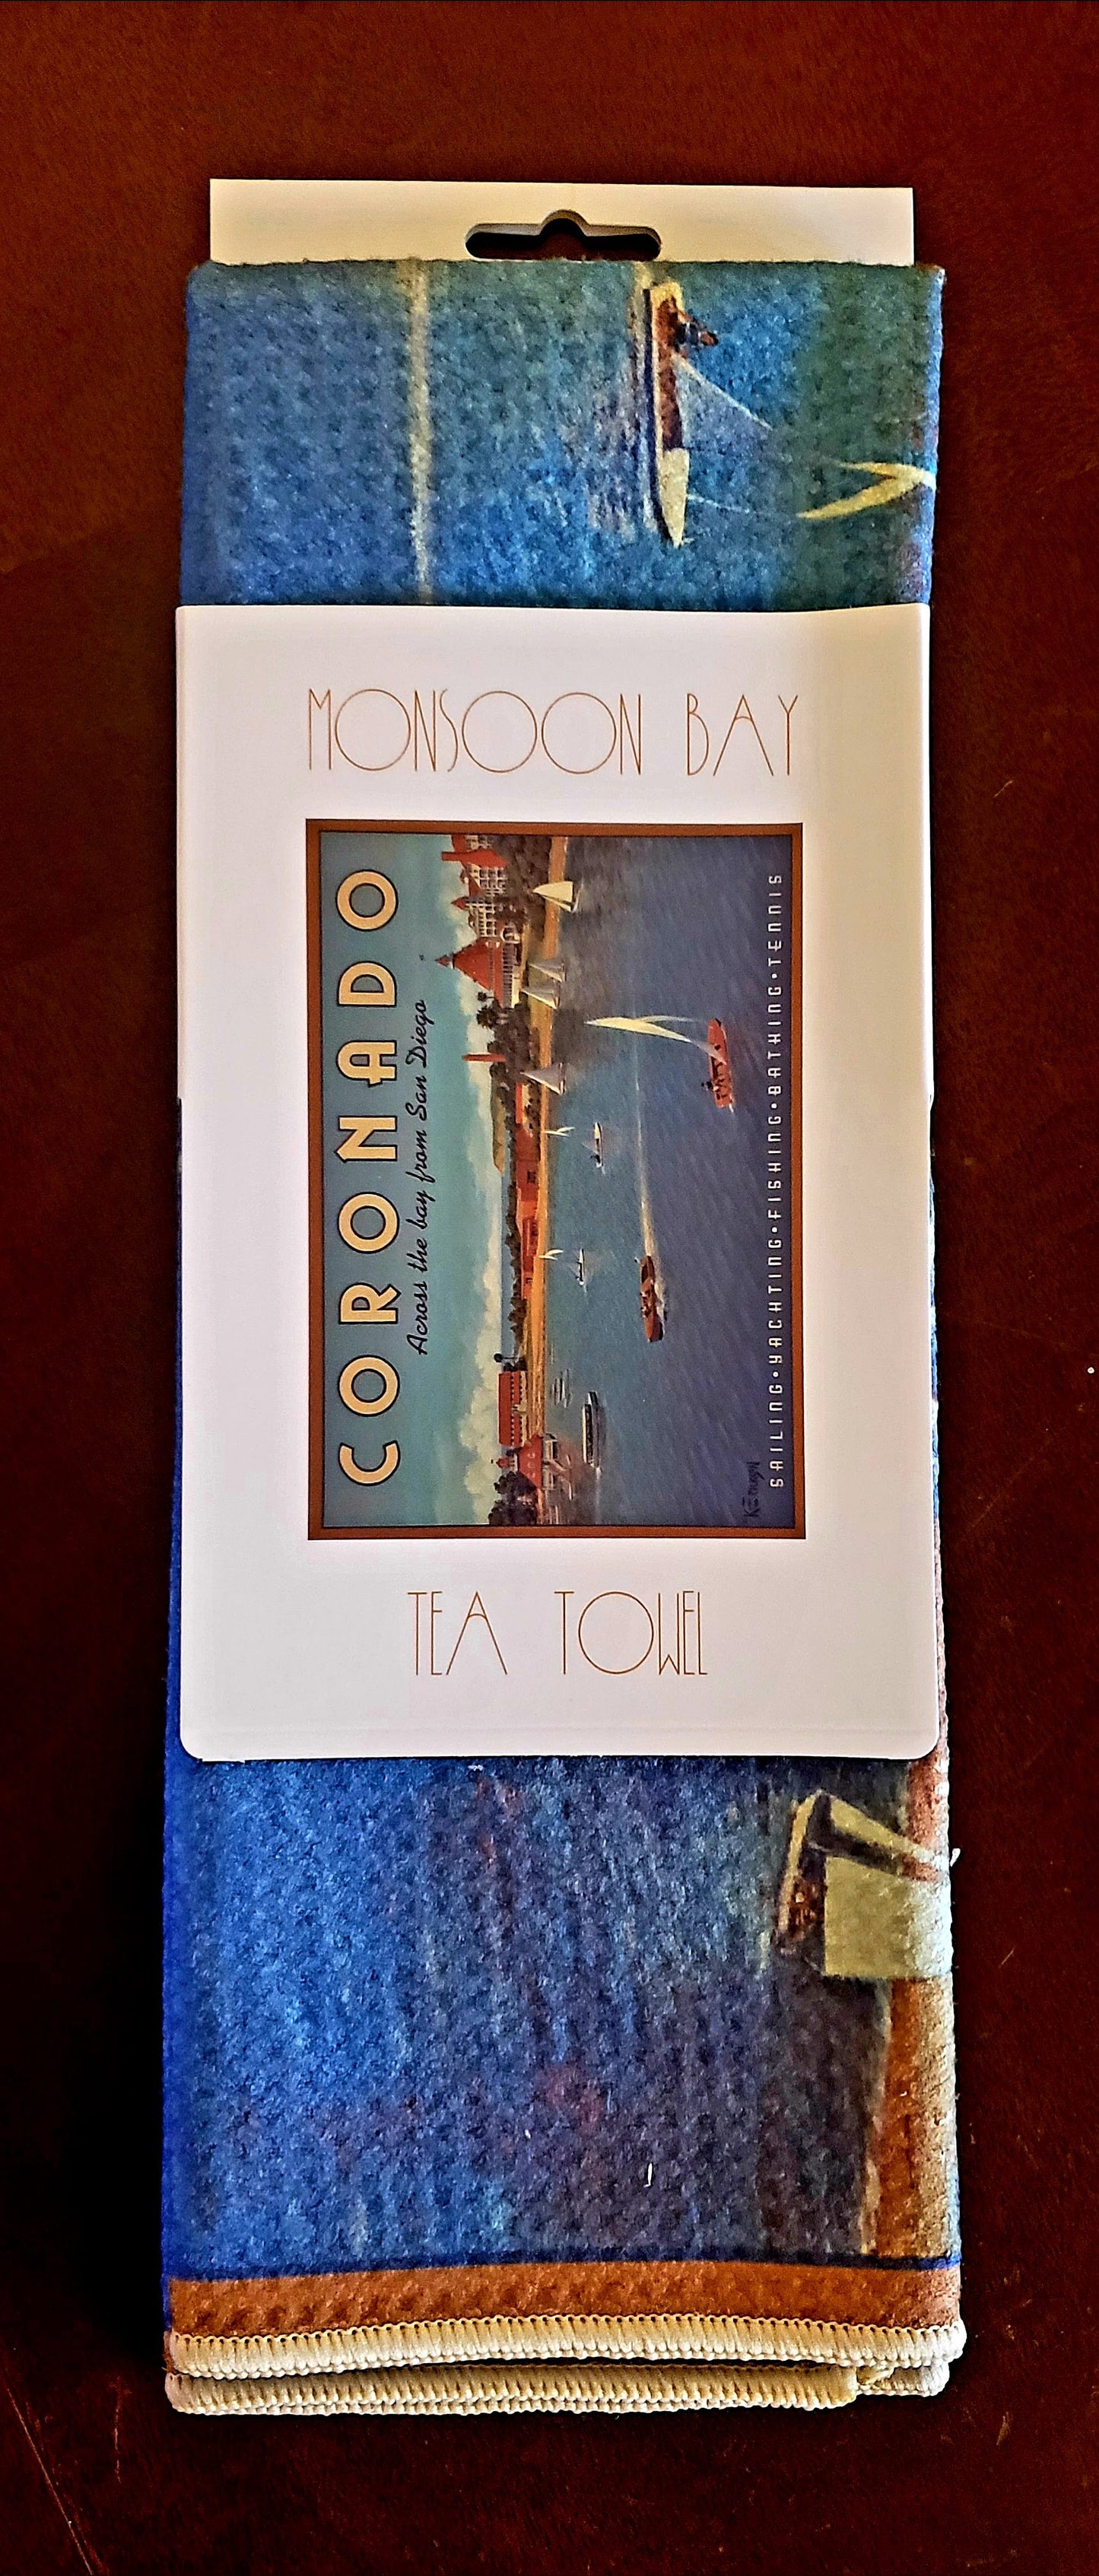 MONSOON BAY
CORONADO
Across the bay from San Diego
SAILING•YACHTING•FISHING•BATHING•TENNIS
TEA TOWEL